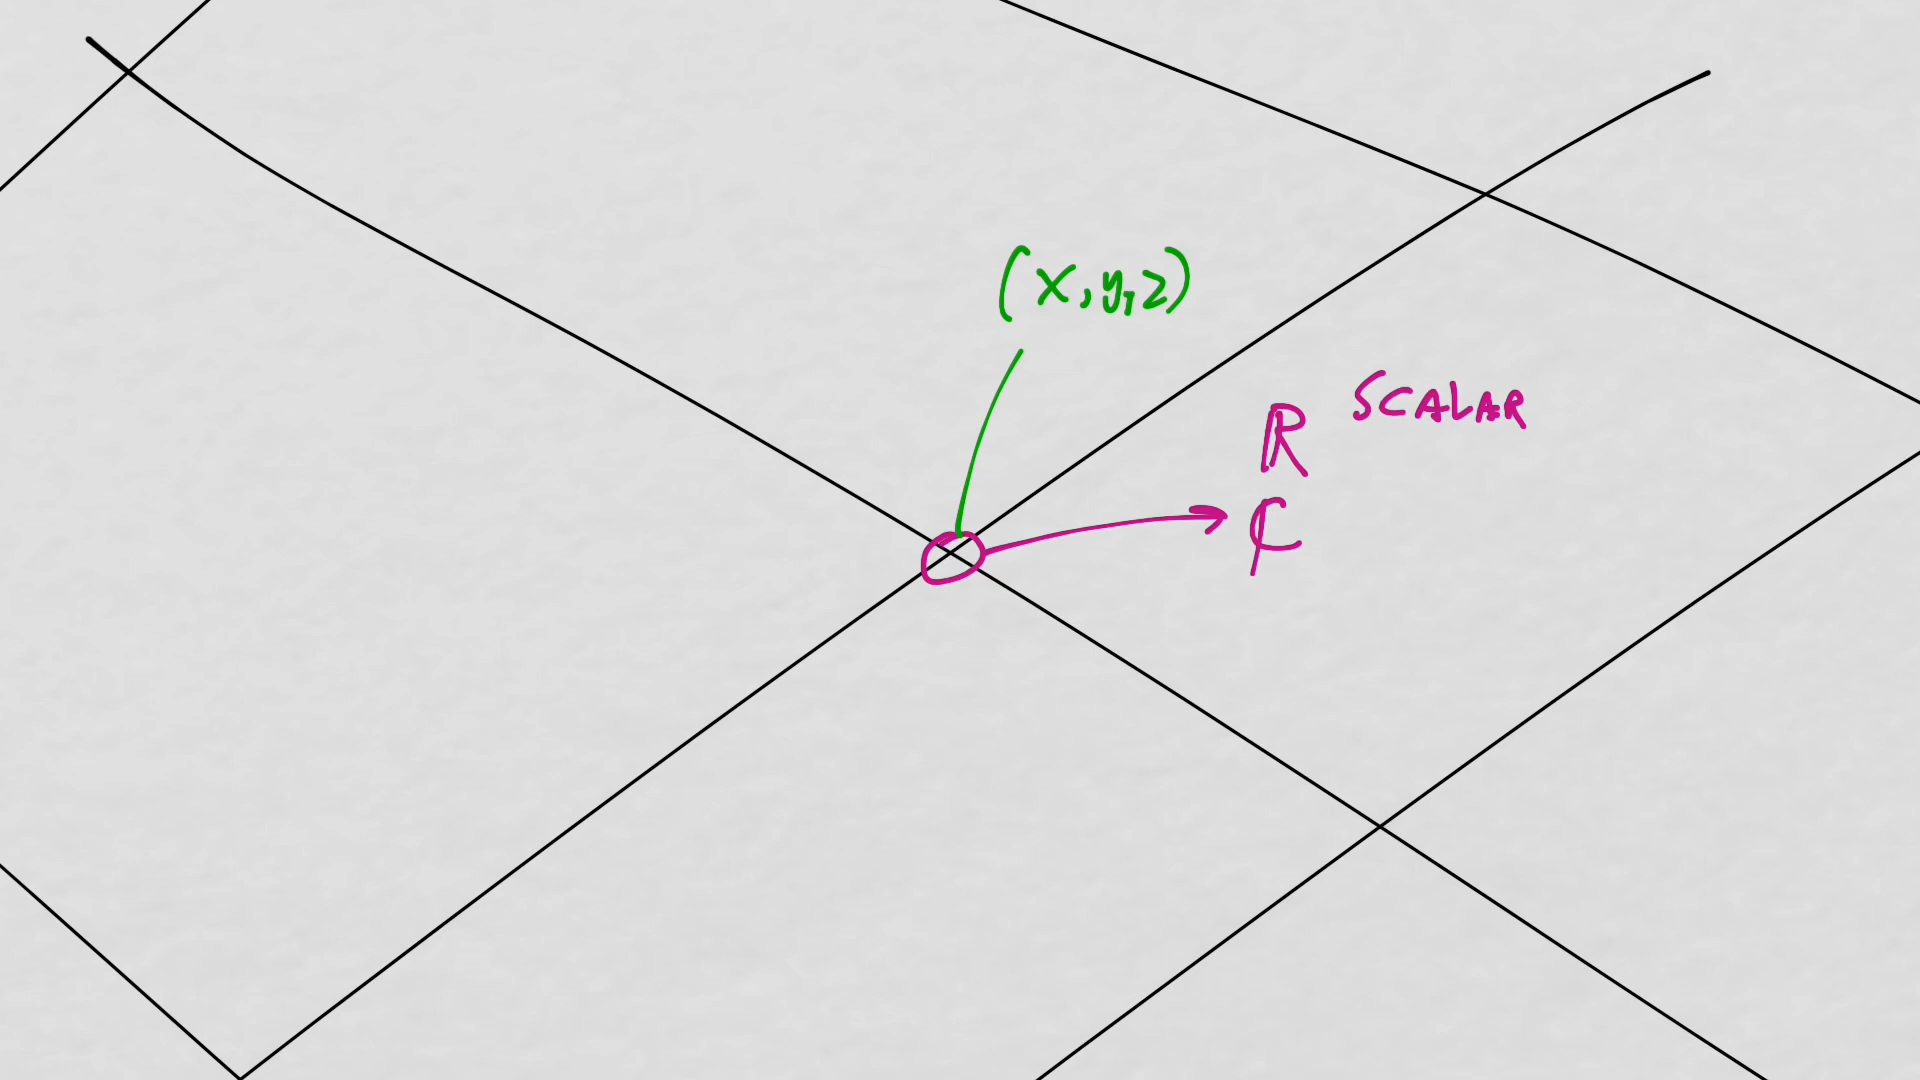 (x,y,z)
SCALAR
ℝ
ℂ